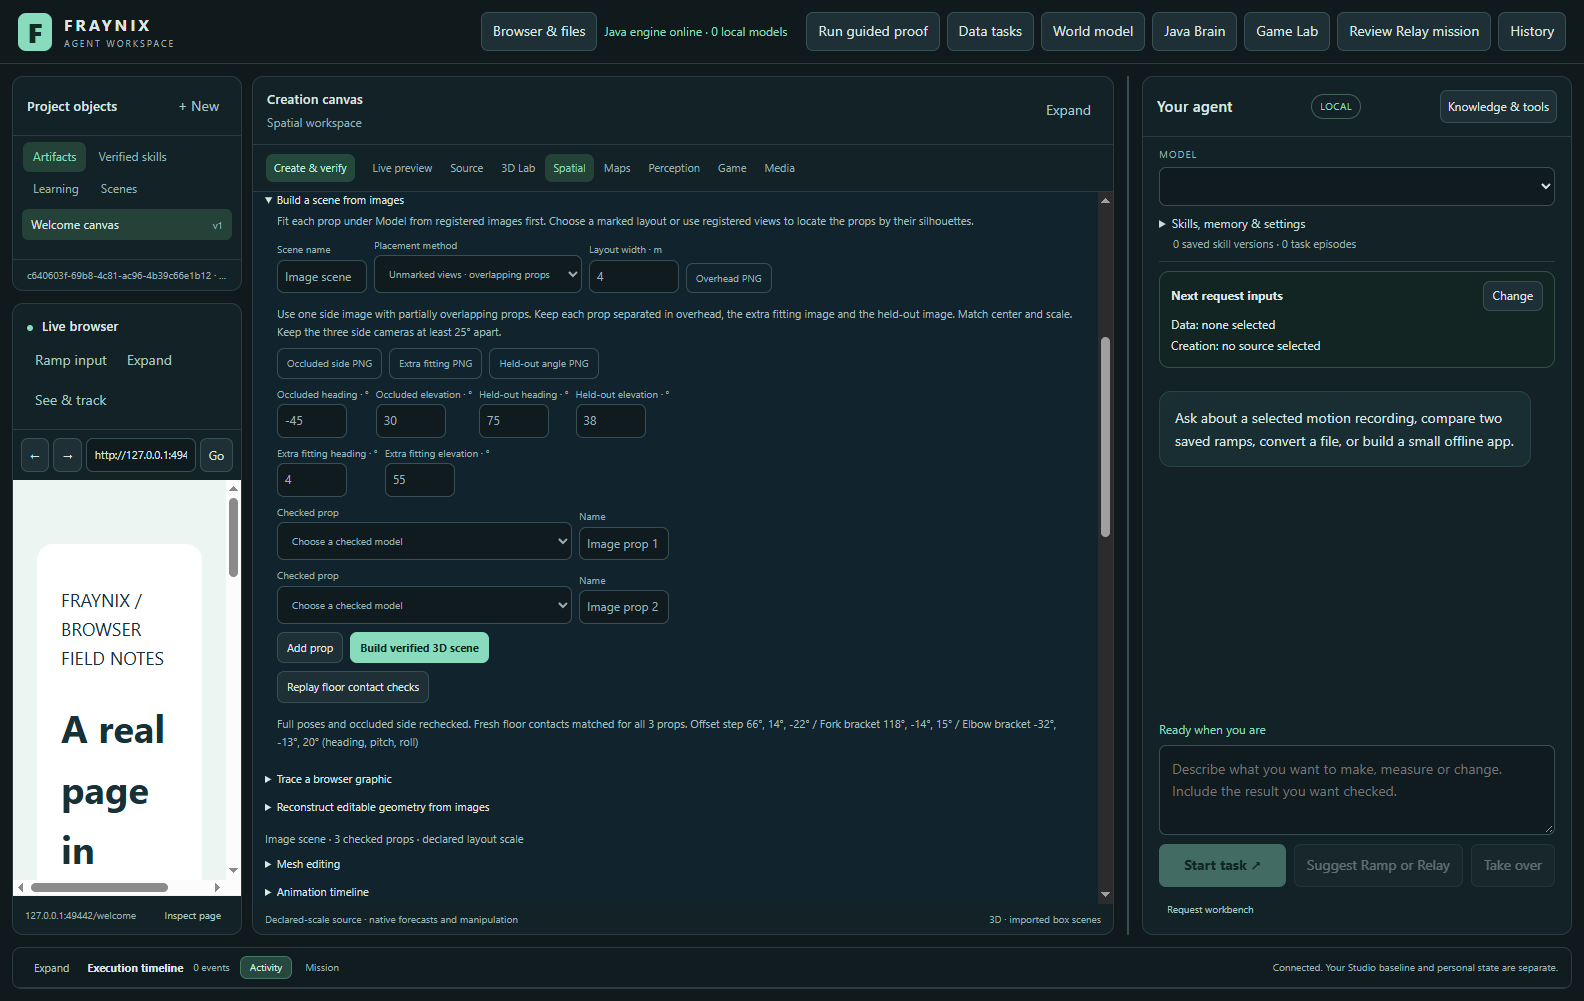 F FRAYNIX
AGENT WORKSPACE
Browser & files
Java engine online · 0 local models
Run guided proof
Data tasks
World model
Java Brain
Game Lab
Review Relay mission
History
Project objects
+ New
Artifacts
Verified skills
Learning
Scenes
Welcome canvas
v1
c640603f-69b8-4c81-ac96-4b39c66e1b12 · ...
Live browser
Ramp input
Expand
See & track
←
→
http://127.0.0.1:494
Go
FRAYNIX /
BROWSER
FIELD NOTES
A real
page
in
127.0.0.1:49442/welcome
Inspect page
Creation canvas
Spatial workspace
Expand
Create & verify
Live preview
Source
3D Lab
Spatial
Maps
Perception
Game
Media
▼ Build a scene from images
Fit each prop under Model from registered images first. Choose a marked layout or use registered views to locate the props by their silhouettes.
Scene name
Placement method
Layout width · m
Image scene
Unmarked views · overlapping props
4
Overhead PNG
Use one side image with partially overlapping props. Keep each prop separated in overhead, the extra fitting image and the held-out image. Match center and scale.
Keep the three side cameras at least 25° apart.
Occluded side PNG
Extra fitting PNG
Held-out angle PNG
Occluded heading · °
Occluded elevation · °
Held-out heading · °
Held-out elevation · °
-45
30
75
38
Extra fitting heading · °
Extra fitting elevation · °
4
55
Checked prop
Name
Choose a checked model
Image prop 1
Checked prop
Name
Choose a checked model
Image prop 2
Add prop
Build verified 3D scene
Replay floor contact checks
Full poses and occluded side rechecked. Fresh floor contacts matched for all 3 props. Offset step 66°, 14°, -22° / Fork bracket 118°, -14°, 15° / Elbow bracket -32°,
-13°, 20° (heading, pitch, roll)
▶ Trace a browser graphic
▶ Reconstruct editable geometry from images
Image scene · 3 checked props · declared layout scale
▶ Mesh editing
▶ Animation timeline
Declared-scale source · native forecasts and manipulation
3D · imported box scenes
Your agent
LOCAL
Knowledge & tools
MODEL
▶ Skills, memory & settings
0 saved skill versions · 0 task episodes
Next request inputs
Change
Data: none selected
Creation: no source selected
Ask about a selected motion recording, compare two
saved ramps, convert a file, or build a small offline app.
Ready when you are
Describe what you want to make, measure or change.
Include the result you want checked.
Start task ↗
Suggest Ramp or Relay
Take over
Request workbench
Expand
Execution timeline
0 events
Activity
Mission
Connected. Your Studio baseline and personal state are separate.